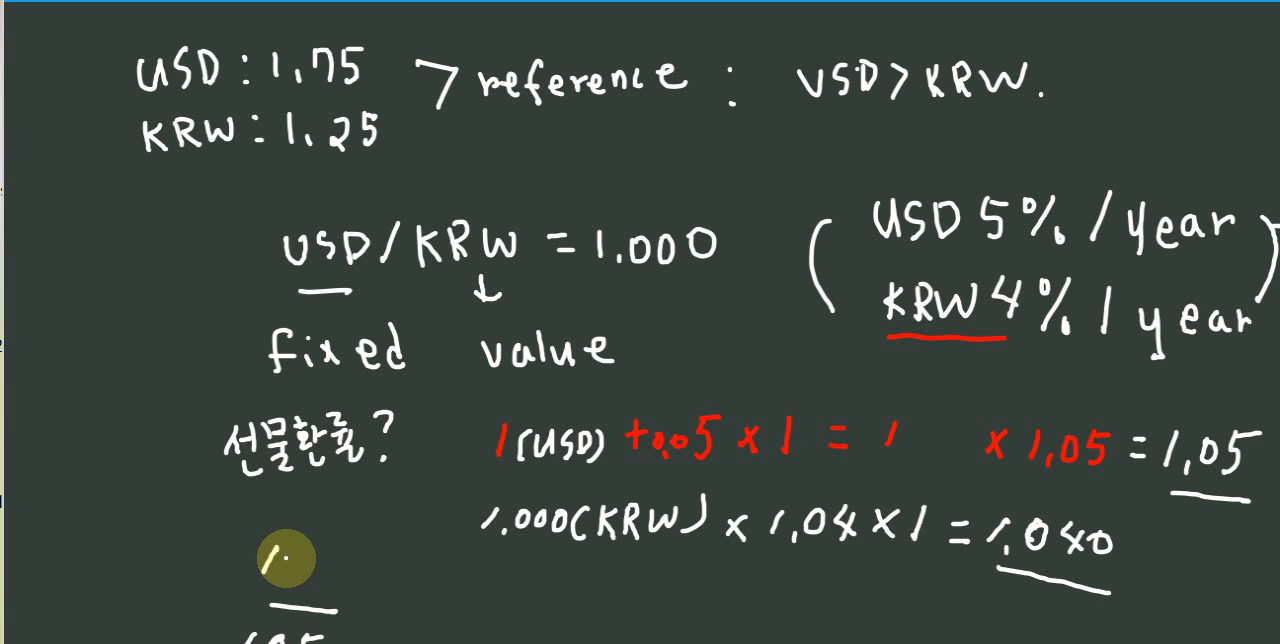 USD : 1.75 > reference : USD > KRW.
KRW : 1.25
USD / KRW = 1.000
fixed value
(USD 5% / year
KRW 4% / year)
선물환율? 1 (USD) +0.05 × 1 = 1 × 1.05 = 1.05
1.000 (KRW) × 1.04 × 1 = 1.040